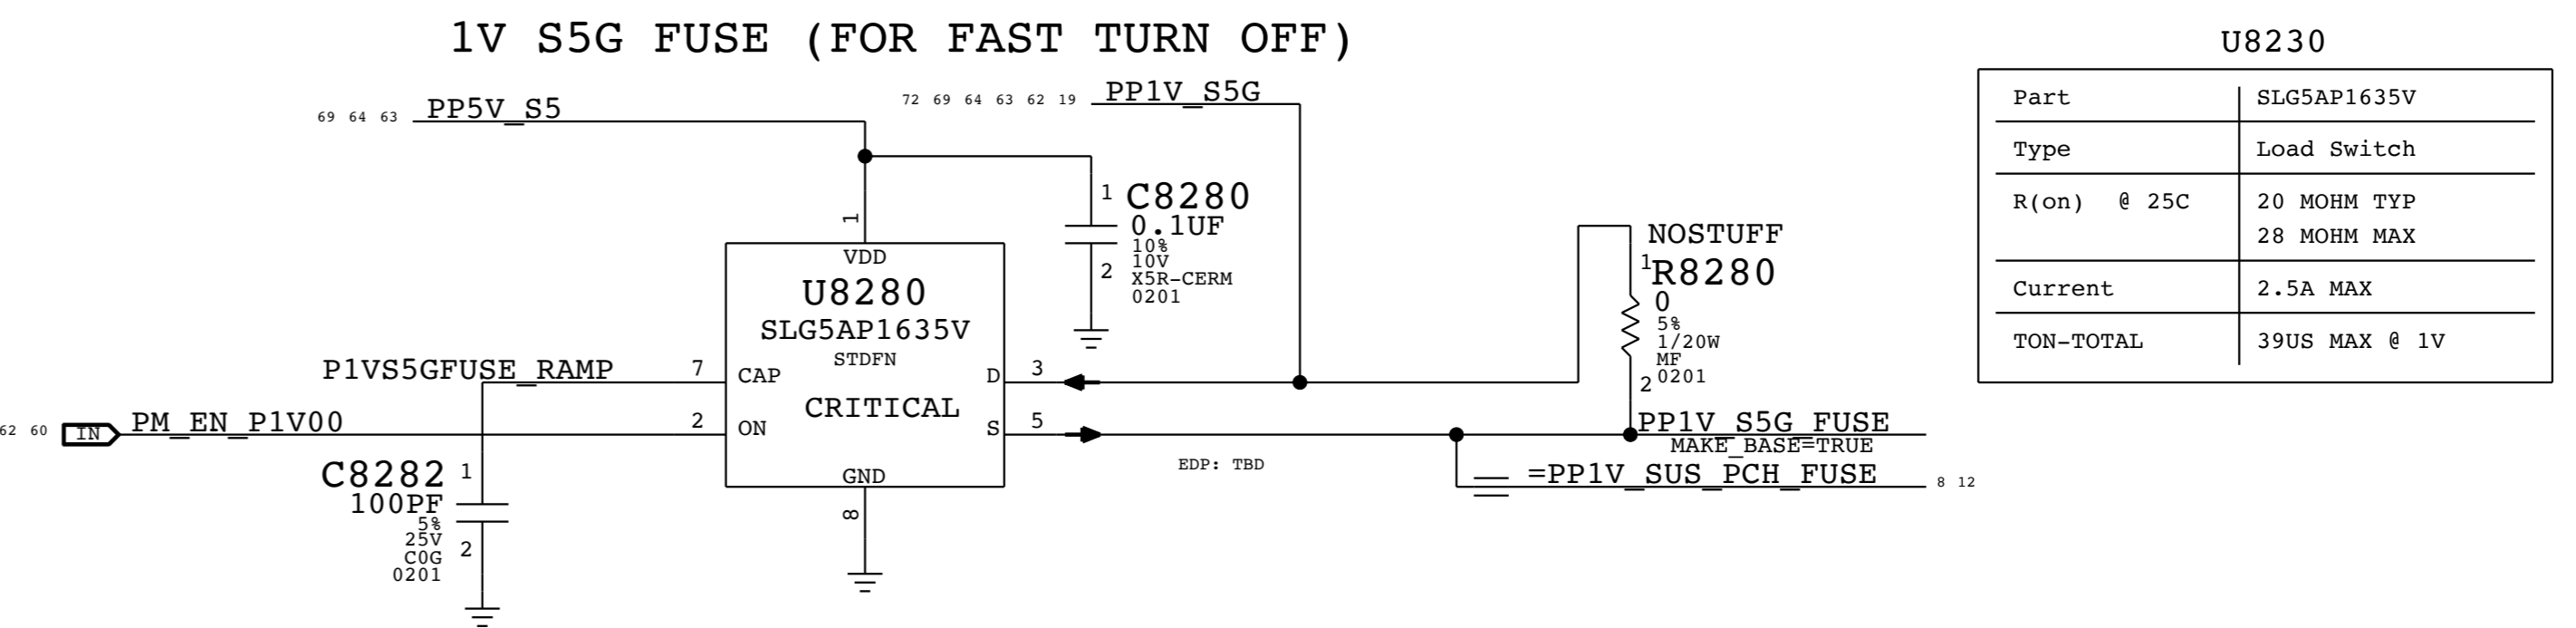 1V S5G FUSE (FOR FAST TURN OFF)
69 64 63 PP5V_S5
72 69 64 63 62 19 PP1V_S5G
1
VDD
U8280
SLG5AP1635V
STDFN
CRITICAL
CAP
ON
D
S
GND
8
1 C8280
0.1UF
10%
10V
2
X5R-CERM
0201
P1VS5GFUSE_RAMP 7
62 60 IN PM_EN_P1V00 2
C8282 1
100PF
5%
25V
2
C0G
0201
3
5
EDP: TBD
NOSTUFF
1 R8280
0
5%
1/20W
MF
2 0201
PP1V_S5G_FUSE
MAKE_BASE=TRUE
=PP1V_SUS_PCH_FUSE 8 12
U8230
Part SLG5AP1635V
Type Load Switch
R(on) @ 25C 20 MOHM TYP
28 MOHM MAX
Current 2.5A MAX
TON-TOTAL 39US MAX @ 1V